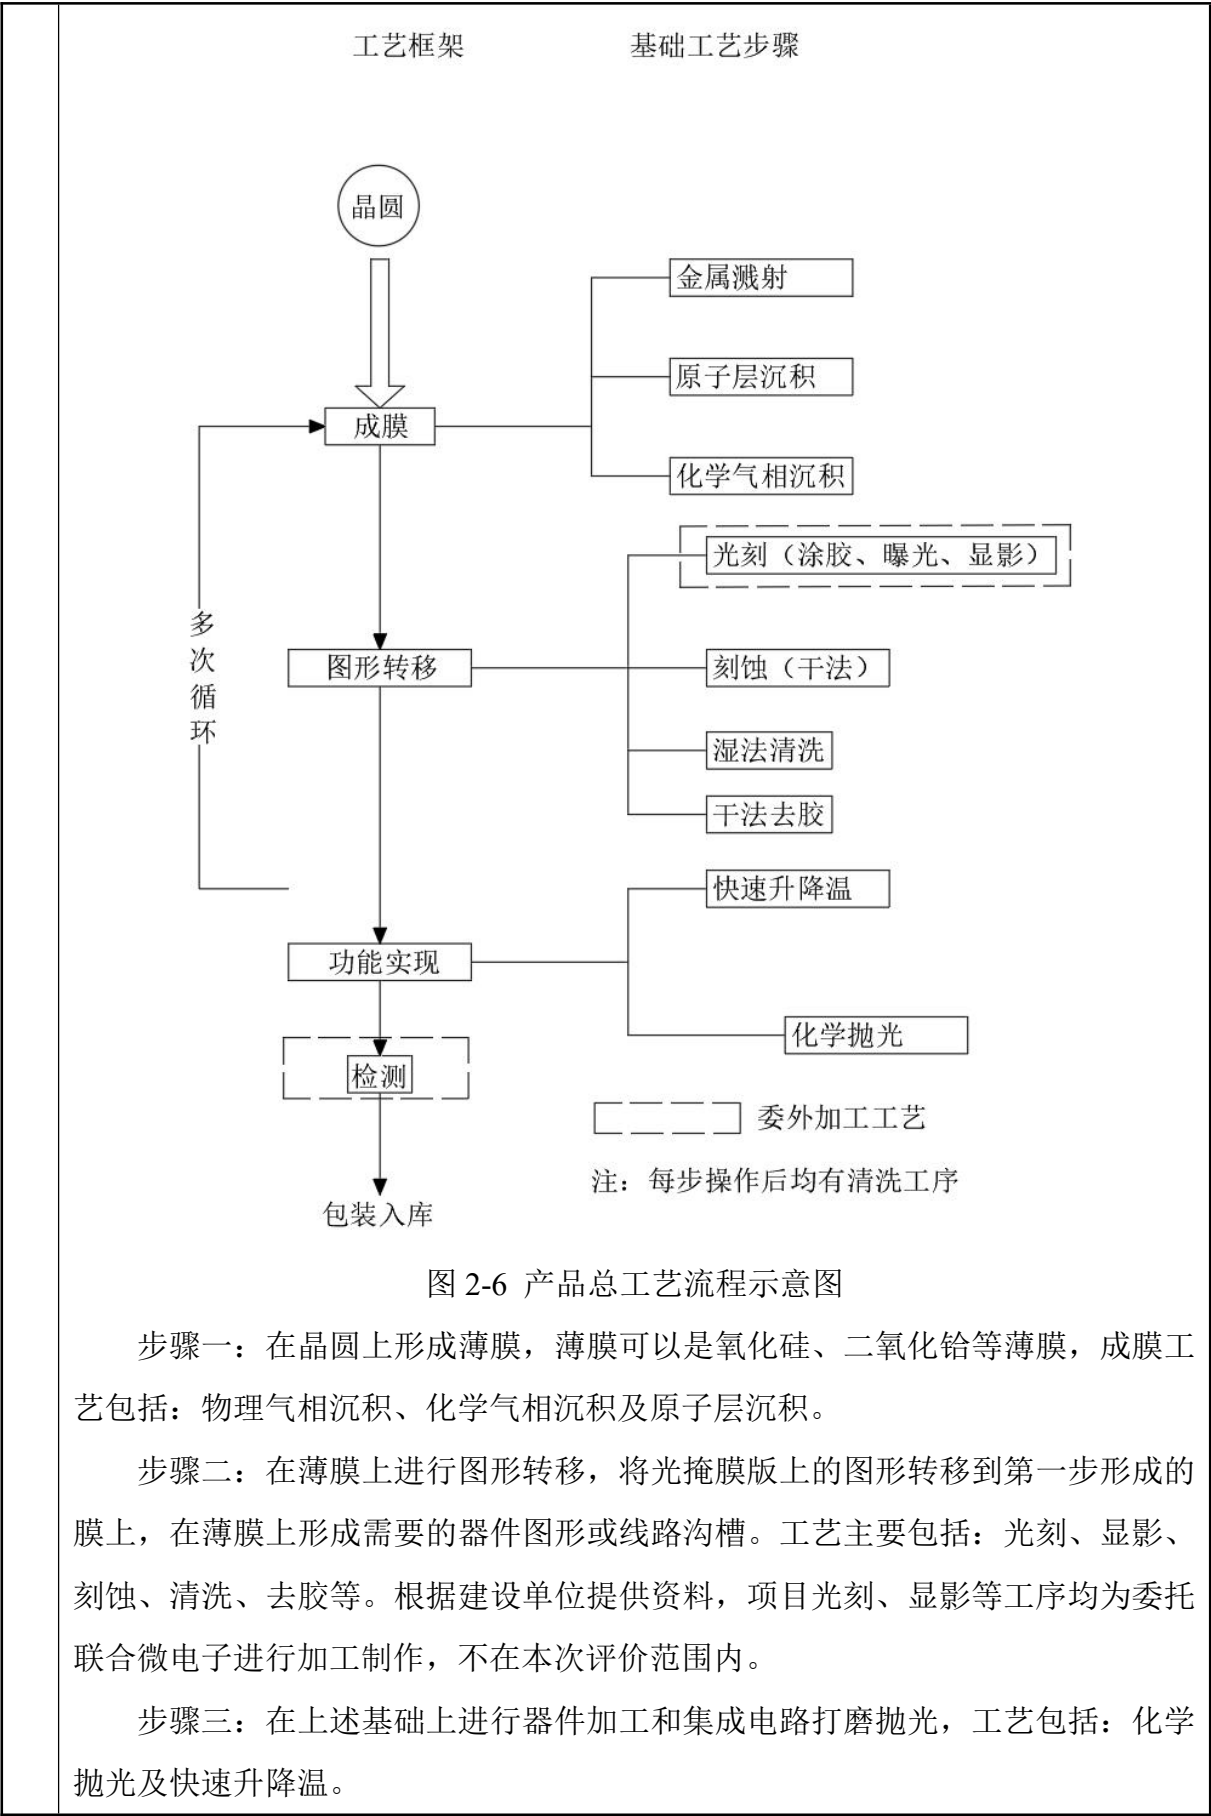 工艺框架 基础工艺步骤
晶圆
金属溅射
原子层沉积
成膜
化学气相沉积
光刻（涂胶、曝光、显影）
多次循环
图形转移
刻蚀（干法）
湿法清洗
干法去胶
快速升降温
功能实现
化学抛光
检测
委外加工工艺
注：每步操作后均有清洗工序
包装入库
图 2-6 产品总工艺流程示意图
步骤一：在晶圆上形成薄膜，薄膜可以是氧化硅、二氧化铪等薄膜，成膜工
艺包括：物理气相沉积、化学气相沉积及原子层沉积。
步骤二：在薄膜上进行图形转移，将光掩膜版上的图形转移到第一步形成的
膜上，在薄膜上形成需要的器件图形或线路沟槽。工艺主要包括：光刻、显影、
刻蚀、清洗、去胶等。根据建设单位提供资料，项目光刻、显影等工序均为委托
联合微电子进行加工制作，不在本次评价范围内。
步骤三：在上述基础上进行器件加工和集成电路打磨抛光，工艺包括：化学
抛光及快速升降温。